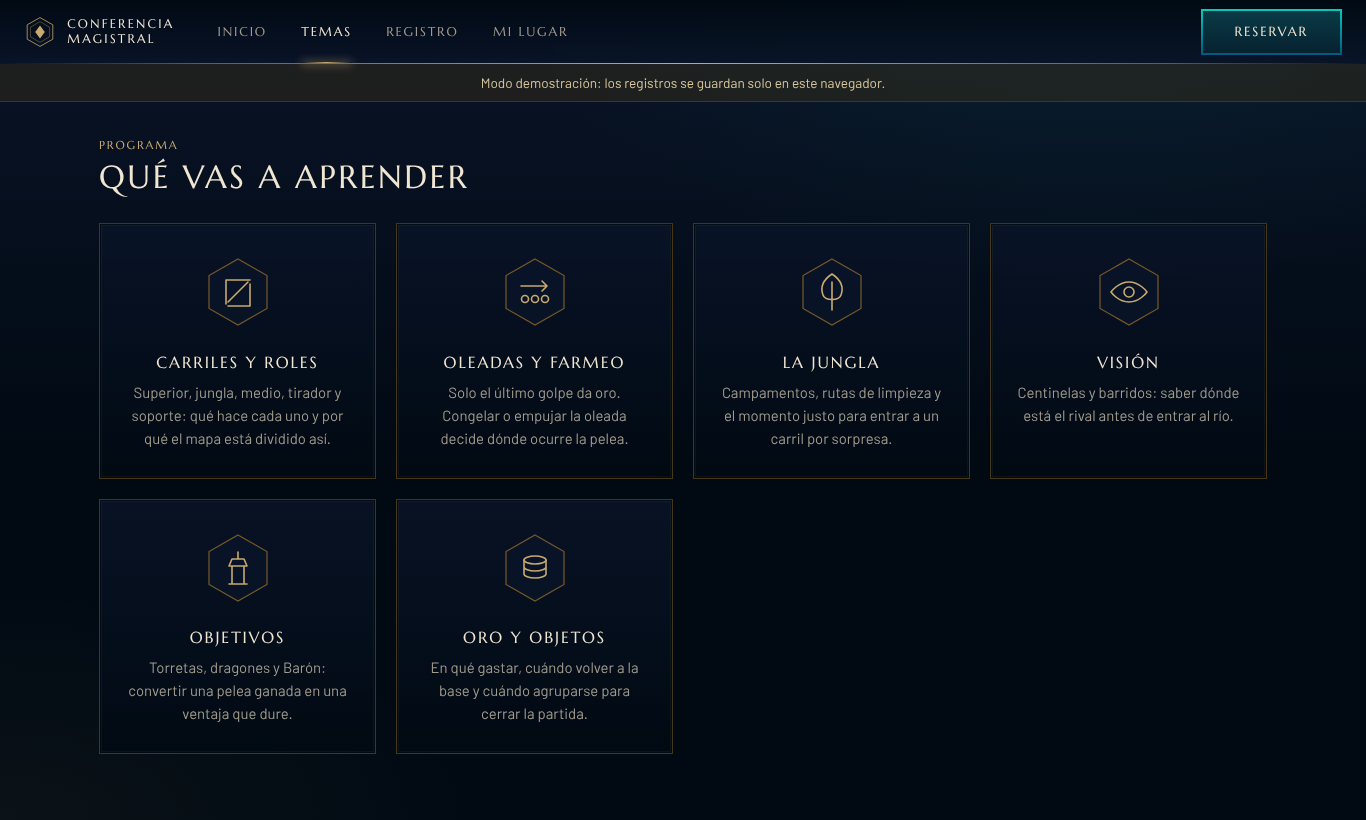 CONFERENCIA
MAGISTRAL
INICIO
TEMAS
REGISTRO
MI LUGAR
RESERVAR
Modo demostración: los registros se guardan solo en este navegador.
PROGRAMA
QUÉ VAS A APRENDER
CARRILES Y ROLES
Superior, jungla, medio, tirador y
soporte: qué hace cada uno y por
qué el mapa está dividido así.
OLEADAS Y FARMEO
Solo el último golpe da oro.
Congelar o empujar la oleada
decide dónde ocurre la pelea.
LA JUNGLA
Campamentos, rutas de limpieza y
el momento justo para entrar a un
carril por sorpresa.
VISIÓN
Centinelas y barridos: saber dónde
está el rival antes de entrar al río.
OBJETIVOS
Torretas, dragones y Barón:
convertir una pelea ganada en una
ventaja que dure.
ORO Y OBJETOS
En qué gastar, cuándo volver a la
base y cuándo agruparse para
cerrar la partida.